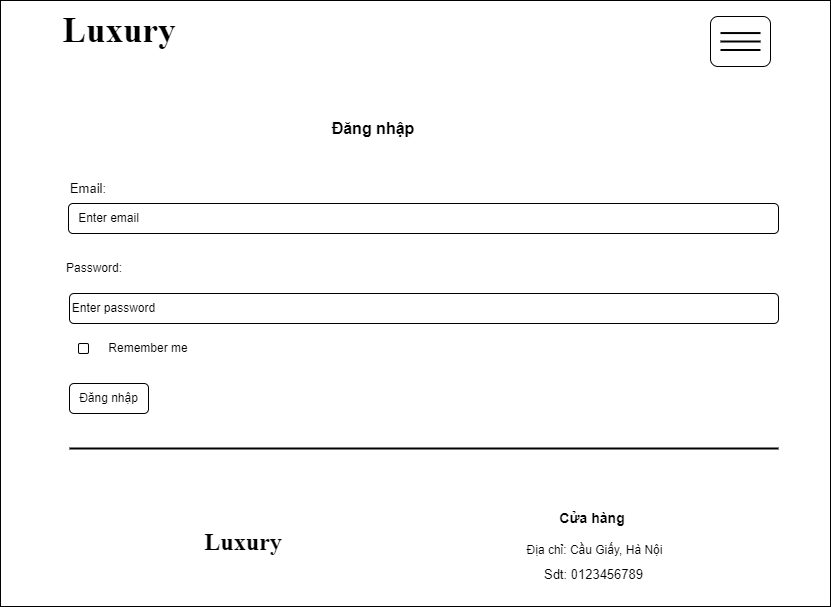 Luxury
Đăng nhập
Email:
Enter email
Password:
Enter password
Remember me
Đăng nhập
Luxury
Cửa hàng
Địa chỉ: Cầu Giấy, Hà Nội
Sdt: 0123456789